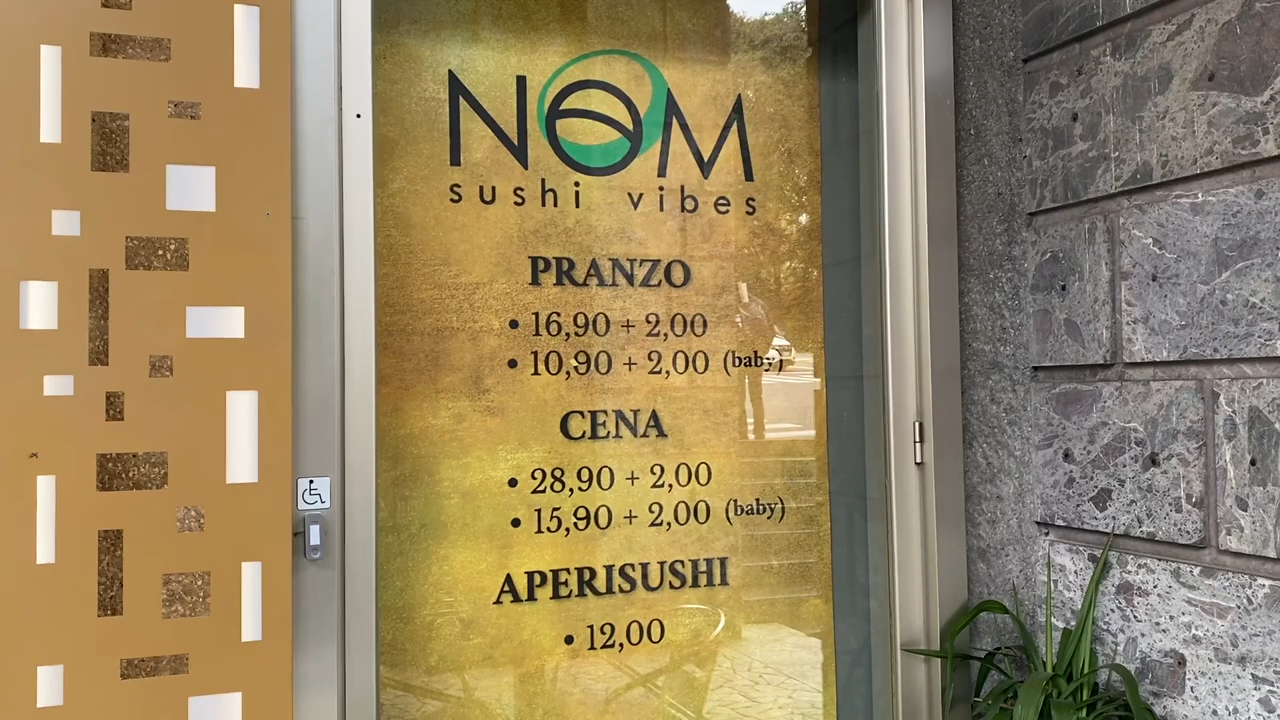 NOM
sushi vibes
PRANZO
• 16,90 + 2,00
• 10,90 + 2,00 (baby)
CENA
• 28,90 + 2,00
• 15,90 + 2,00 (baby)
APERISUSHI
• 12,00